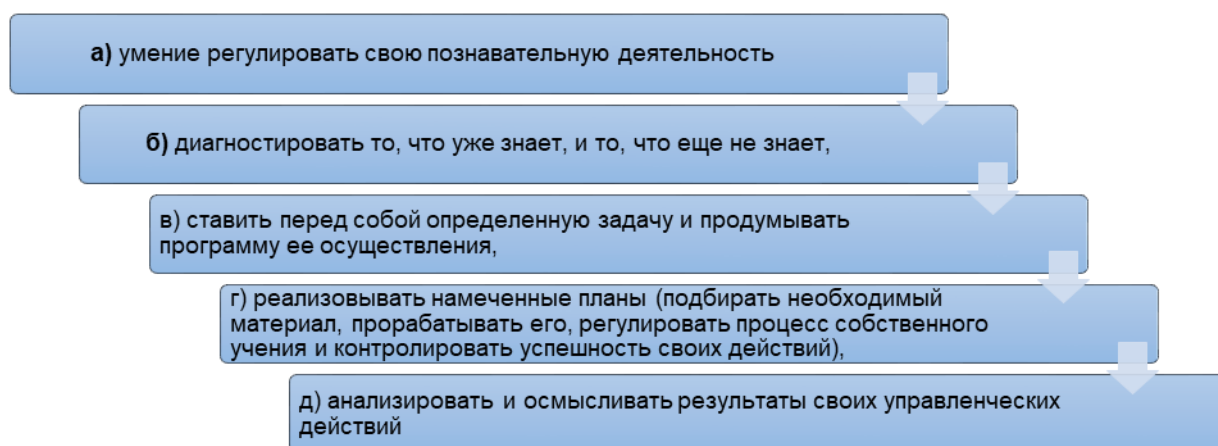 а) умение регулировать свою познавательную деятельность
б) диагностировать то, что уже знает, и то, что еще не знает,
в) ставить перед собой определенную задачу и продумывать
программу ее осуществления,
г) реализовывать намеченные планы (подбирать необходимый
материал, прорабатывать его, регулировать процесс собственного
учения и контролировать успешность своих действий),
д) анализировать и осмысливать результаты своих управленческих
действий